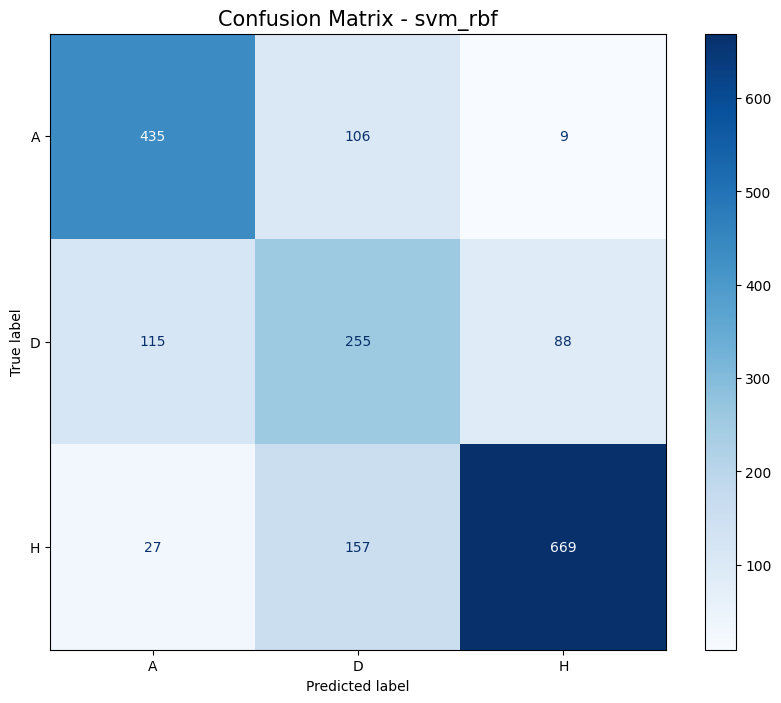 Confusion Matrix - svm_rbf
True label
A
435
106
9
D
115
255
88
H
27
157
669
A
D
H
Predicted label
600
500
400
300
200
100